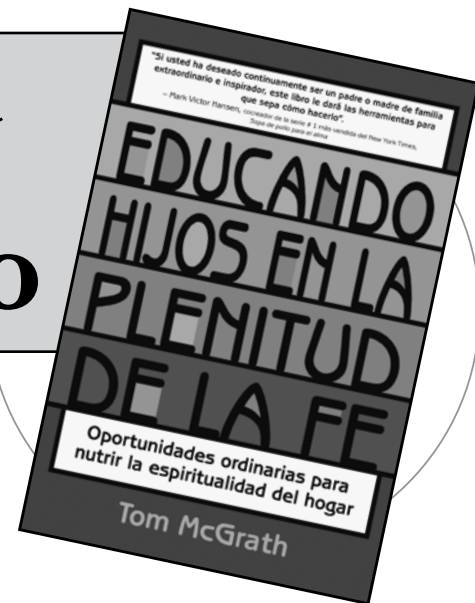 o
"Si usted ha deseado continuamente ser un padre o madre de familia
extraordinario e inspirador, este libro le dará las herramientas para
que sepa cómo hacerlo".
– Mark Victor Hansen, cocreador de la serie # 1 más vendida del New York Times,
Sopa de pollo para el alma
EDUCANDO
HIJOS EN LA
PLENITUD
DE LA FE
Oportunidades ordinarias para
nutrir la espiritualidad del hogar
Tom McGrath